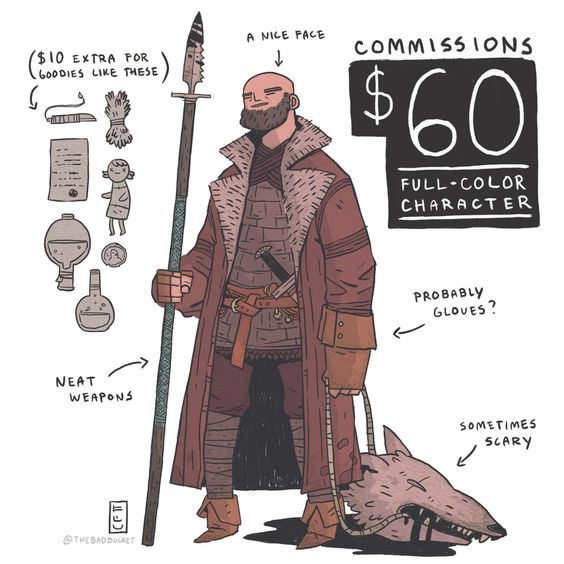 ($10 EXTRA FOR
GOODIES LIKE THESE)
A NICE FACE
COMMISSIONS
$60
FULL-COLOR
CHARACTER
PROBABLY
GLOVES?
NEAT
WEAPONS
SOMETIMES
SCARY
@THEBADBUCKET